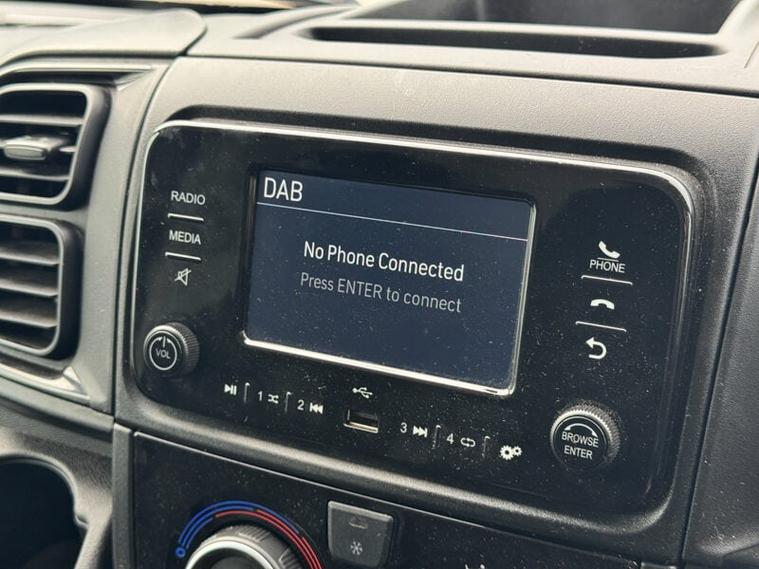 DAB
No Phone Connected
Press ENTER to connect
RADIO
MEDIA
VOL
1
2
3
4
PHONE
BROWSE
ENTER